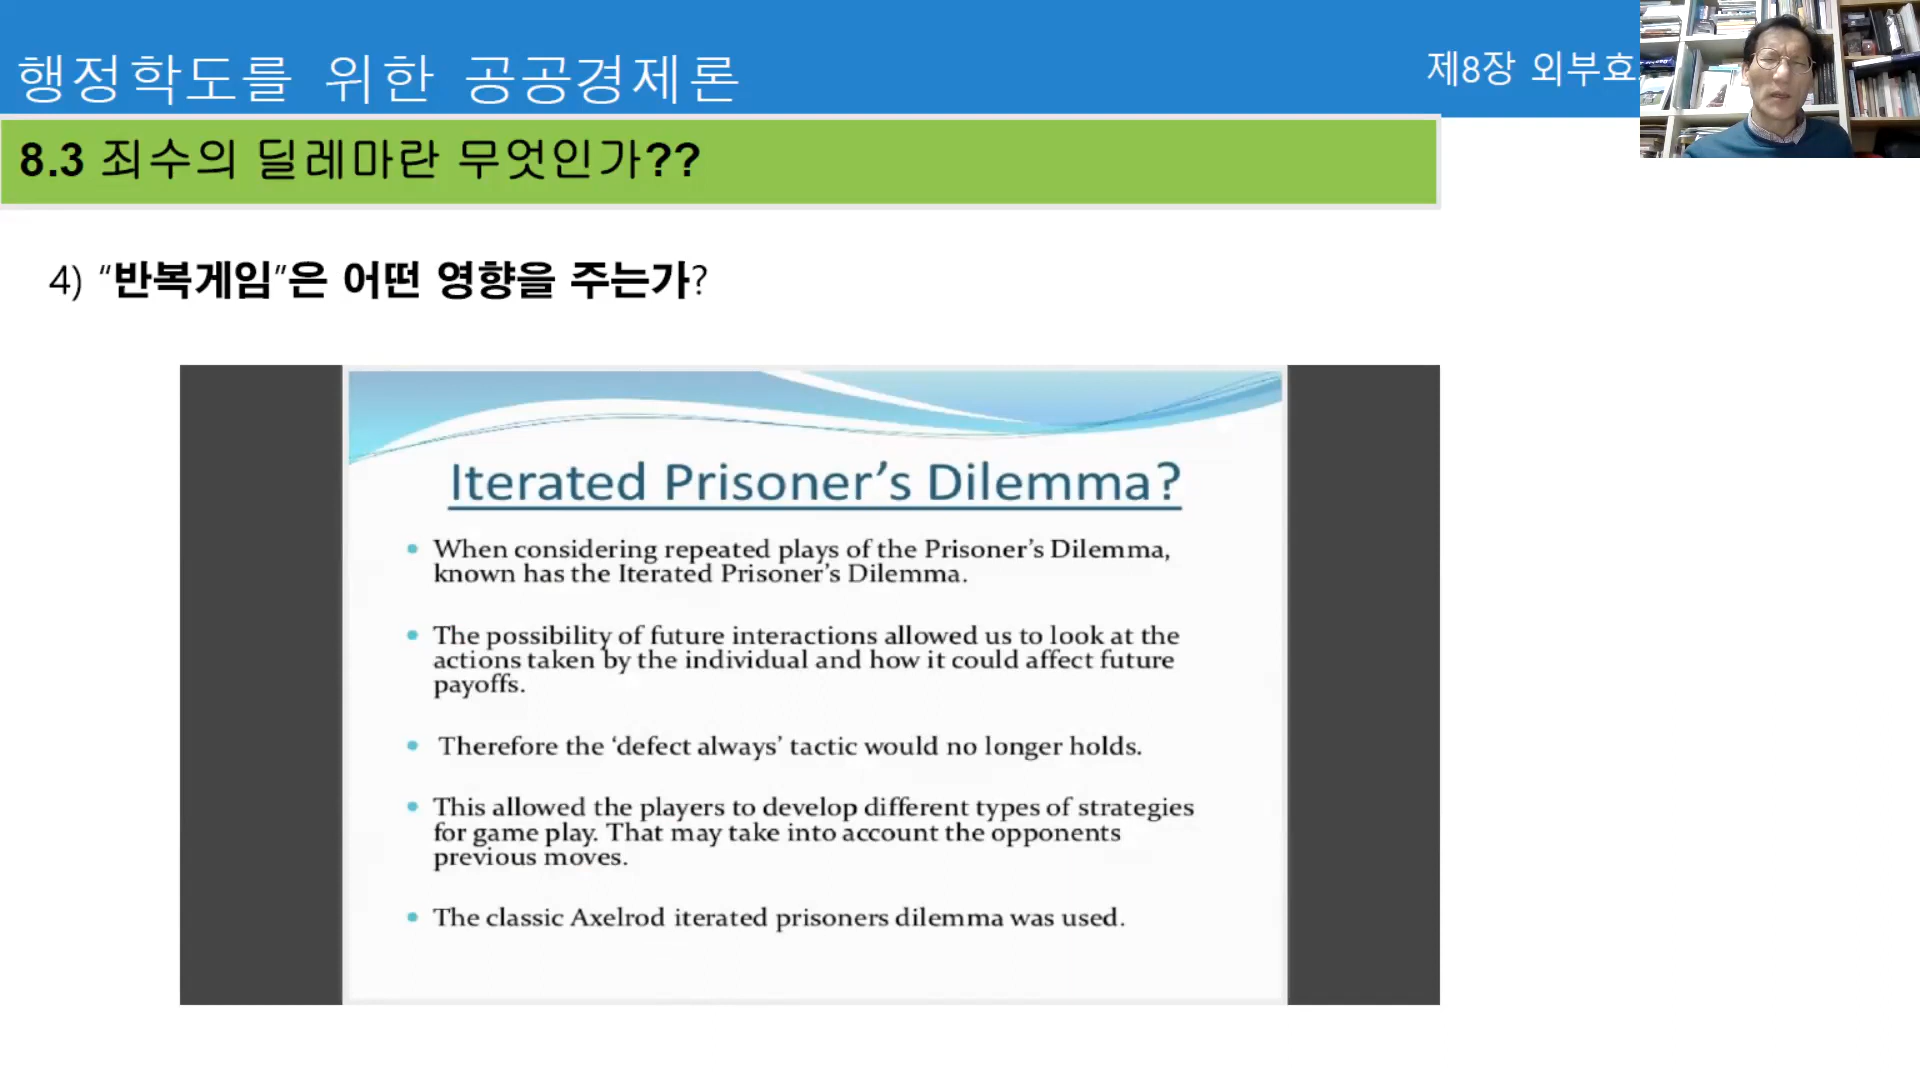 행정학도를 위한 공공경제론
제8장 외부효
8.3 죄수의 딜레마란 무엇인가??
4) “반복게임”은 어떤 영향을 주는가?
Iterated Prisoner’s Dilemma?
• When considering repeated plays of the Prisoner’s Dilemma,
known has the Iterated Prisoner’s Dilemma.
• The possibility of future interactions allowed us to look at the
actions taken by the individual and how it could affect future
payoffs.
• Therefore the ‘defect always’ tactic would no longer holds.
• This allowed the players to develop different types of strategies
for game play. That may take into account the opponents
previous moves.
• The classic Axelrod iterated prisoners dilemma was used.